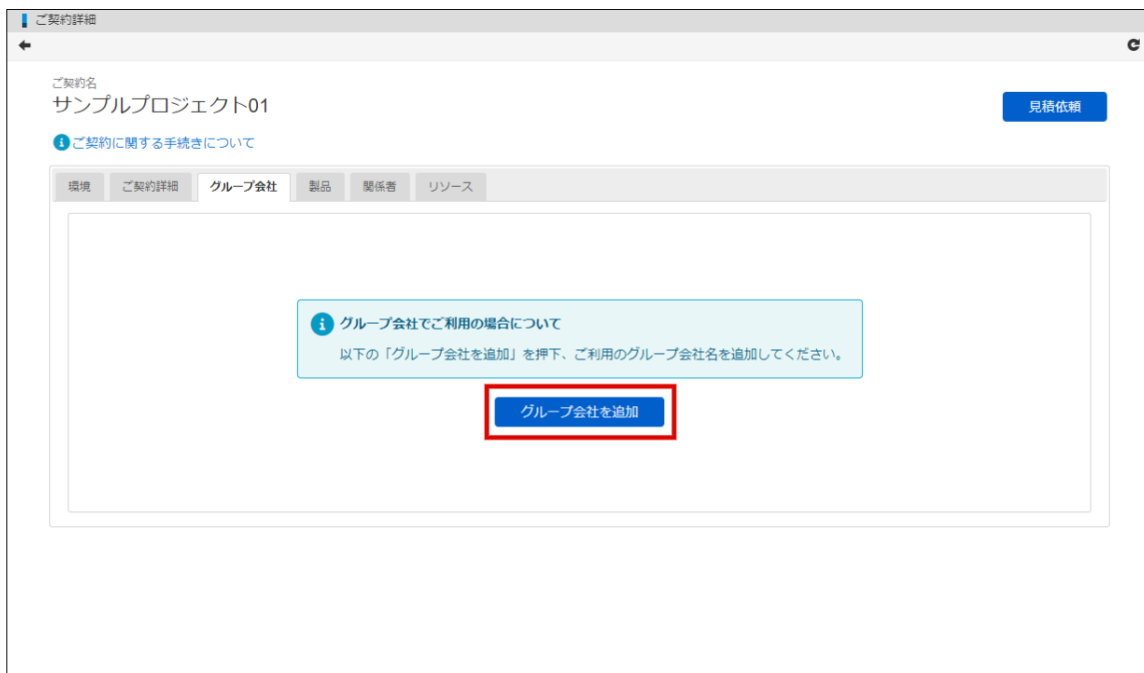 ご契約詳細
ご契約名
サンプルプロジェクト01
見積依頼
ご契約に関する手続きについて
環境 ご契約詳細 グループ会社 製品 関係者 リソース
グループ会社でご利用の場合について
以下の「グループ会社を追加」を押下、ご利用のグループ会社名を追加してください。
グループ会社を追加